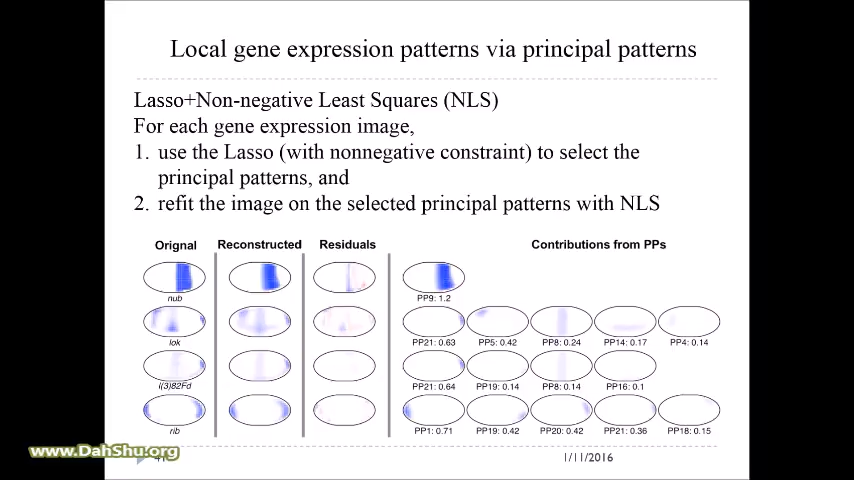 Local gene expression patterns via principal patterns
Lasso+Non-negative Least Squares (NLS)
For each gene expression image,
1. use the Lasso (with nonnegative constraint) to select the
principal patterns, and
2. refit the image on the selected principal patterns with NLS
Orignal Reconstructed Residuals Contributions from PPs
nub PP9: 1.2
lok PP21: 0.63 PP5: 0.42 PP8: 0.24 PP14: 0.17 PP4: 0.14
l(3)82Fd PP21: 0.64 PP19: 0.14 PP8: 0.14 PP16: 0.1
rib PP1: 0.71 PP19: 0.42 PP20: 0.42 PP21: 0.36 PP18: 0.15
www.DahShu.org
1/11/2016